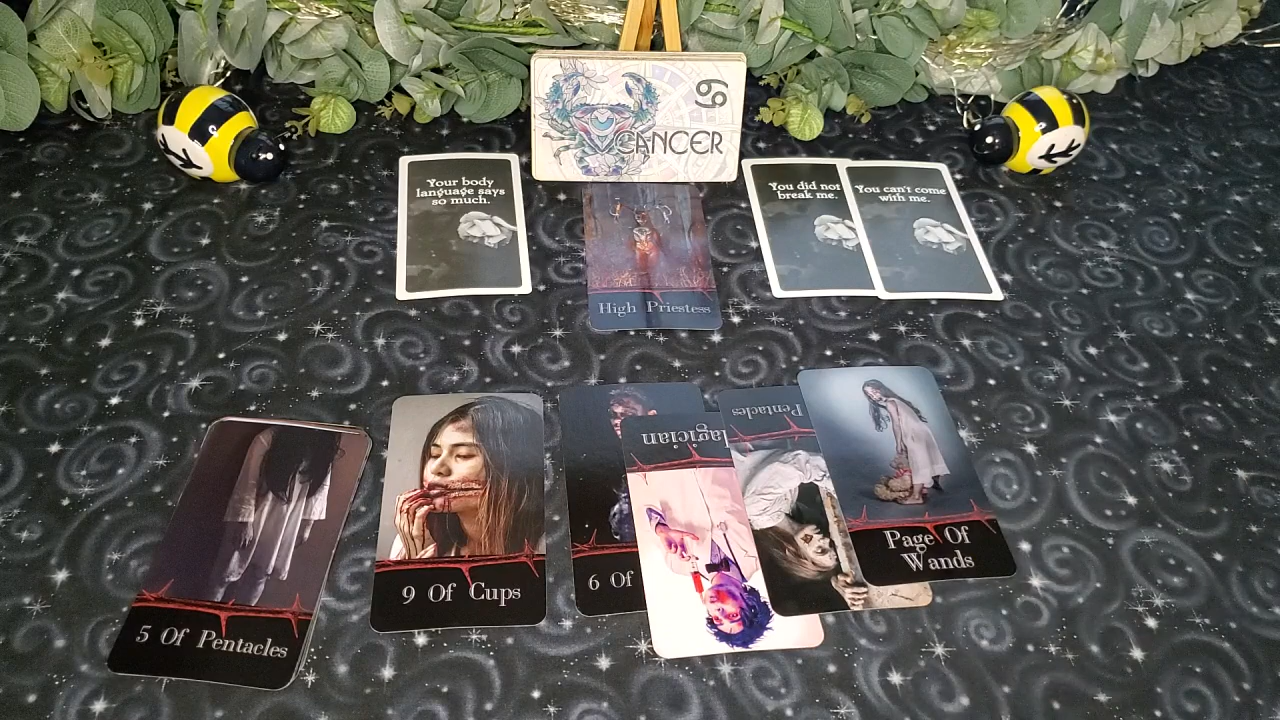 CANCER
Your body
language says
so much.
You did not
break me.
You can't come
with me.
High Priestess
5 Of Pentacles
9 Of Cups
6 Of
agician
Pentacles
Page Of
Wands